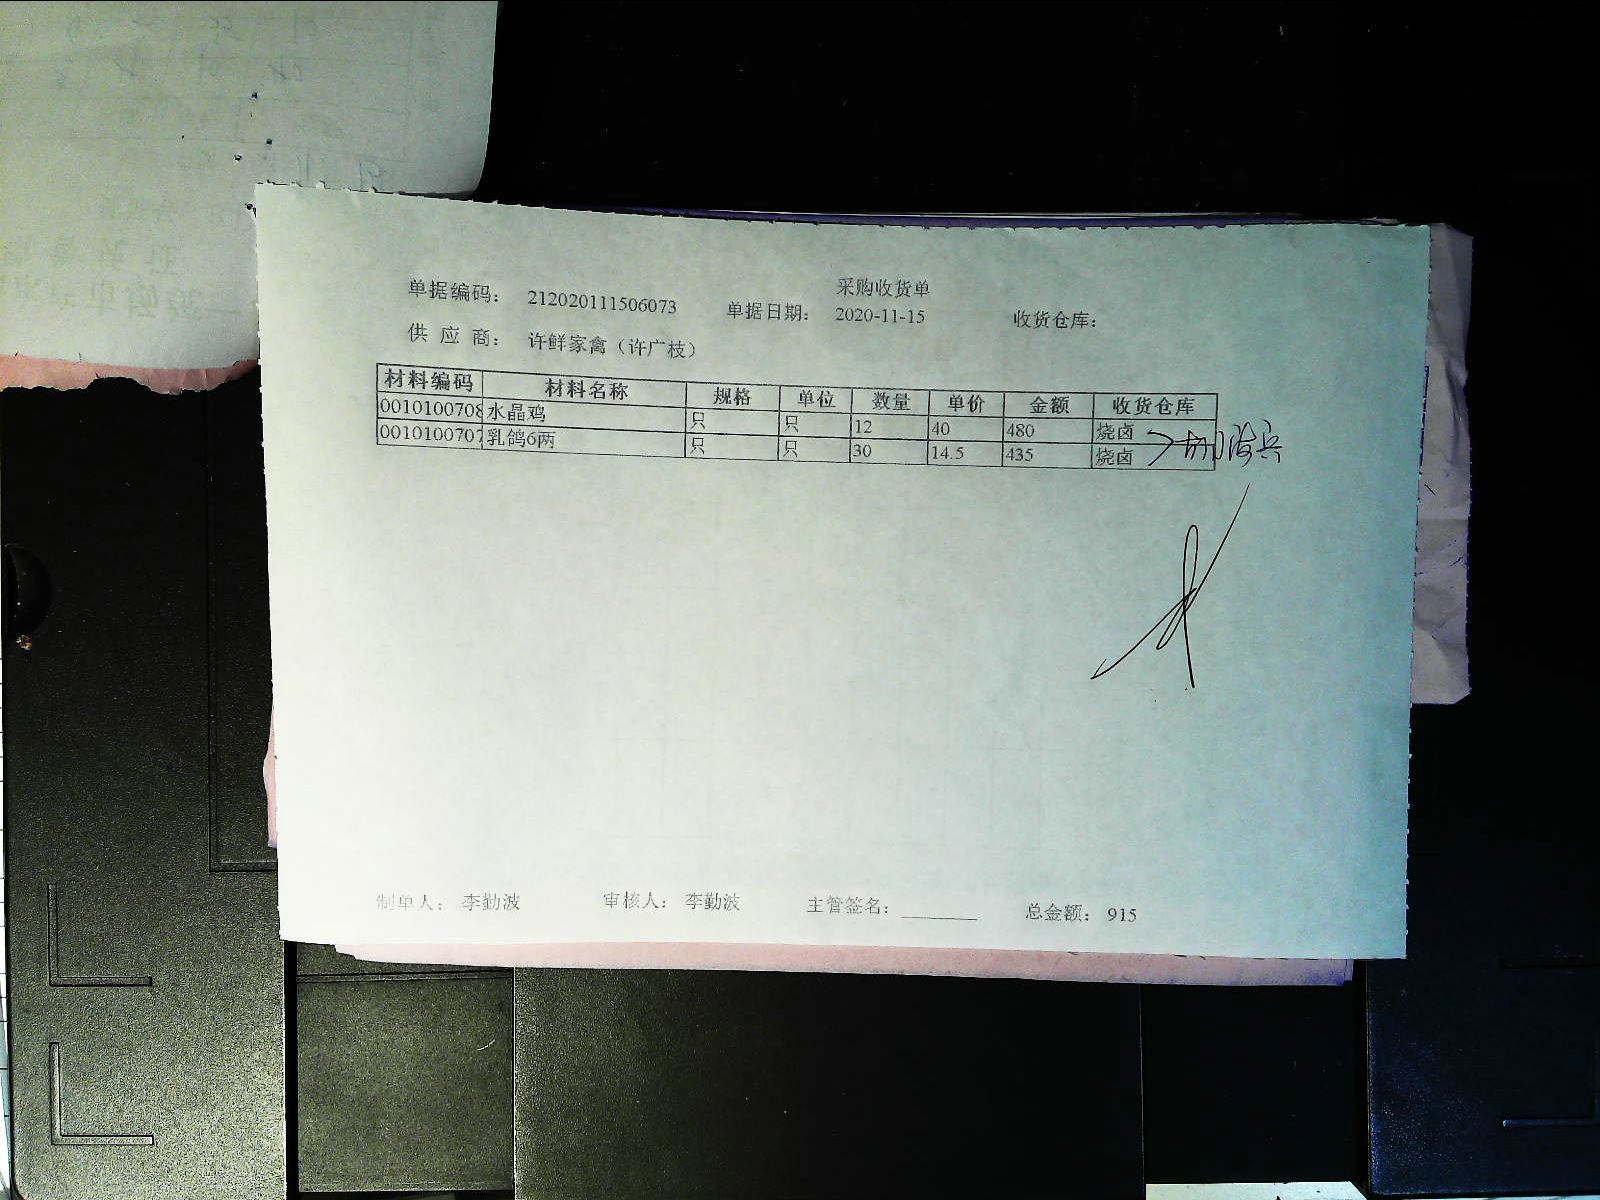 采购收货单
单据编码： 212020111506073 单据日期： 2020-11-15 收货仓库：
供 应 商： 许鲜家禽（许广枝）
材料编码 材料名称 规格 单位 数量 单价 金额 收货仓库
0010100708 水晶鸡 只 只 12 40 480 烧卤
0010100707 乳鸽6两 只 只 30 14.5 435 烧卤
制单人： 李勤波 审核人： 李勤波 主管签名： 总金额： 915